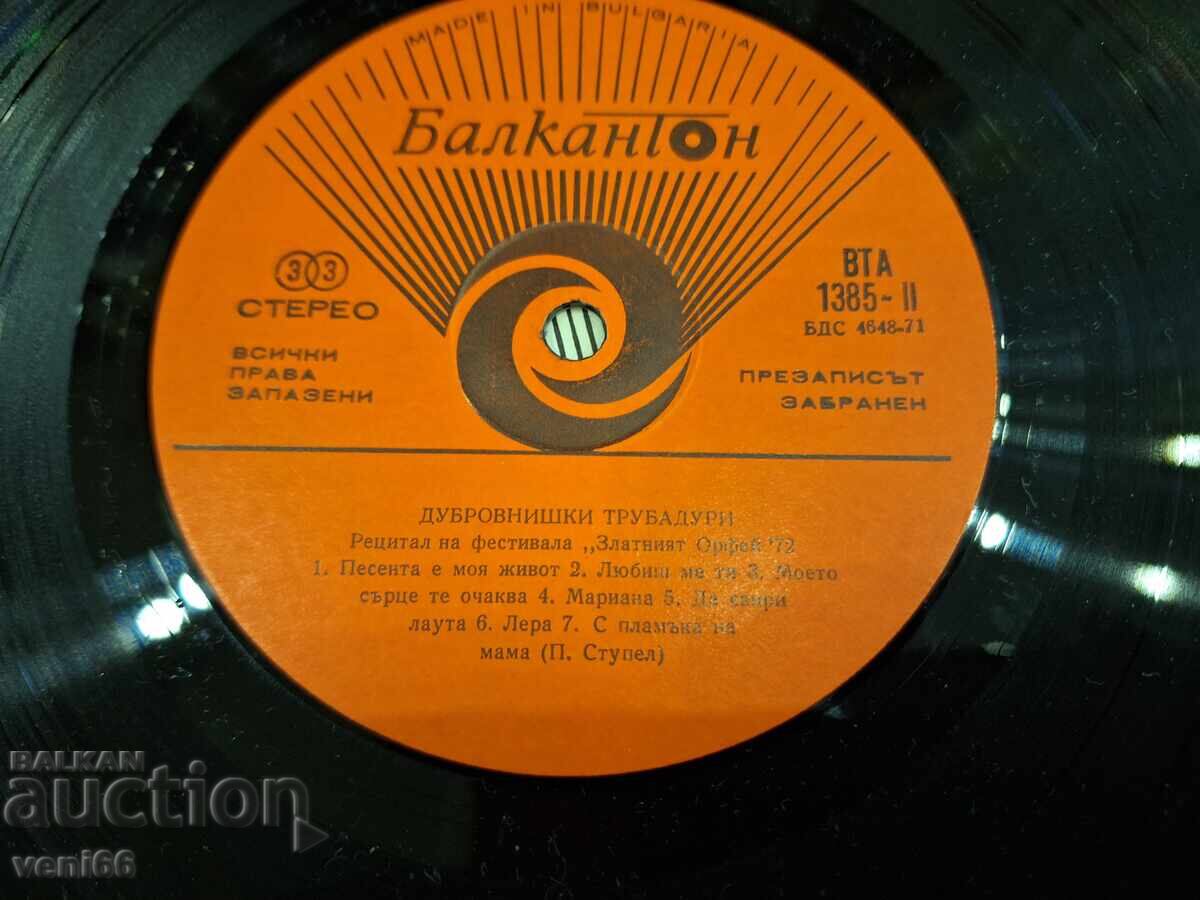 MADE IN BULGARIA
Балкантон
33
СТЕРЕО
ВСИЧКИ
ПРАВА
ЗАПАЗЕНИ
ВТА
1385-II
БДС 4648-71
ПРЕЗАПИСЪТ
ЗАБРАНЕН
ДУБРОВНИШКИ ТРУБАДУРИ
Рецитал на фестивала „Златният Орфей '72
1. Песента е моя живот 2. Любиш ме ти 3. Моето
сърце те очаква 4. Мариана 5. Да свири
лаута 6. Лера 7. С пламъка на
мама (П. Ступел)
BALKAN
auction
veni66